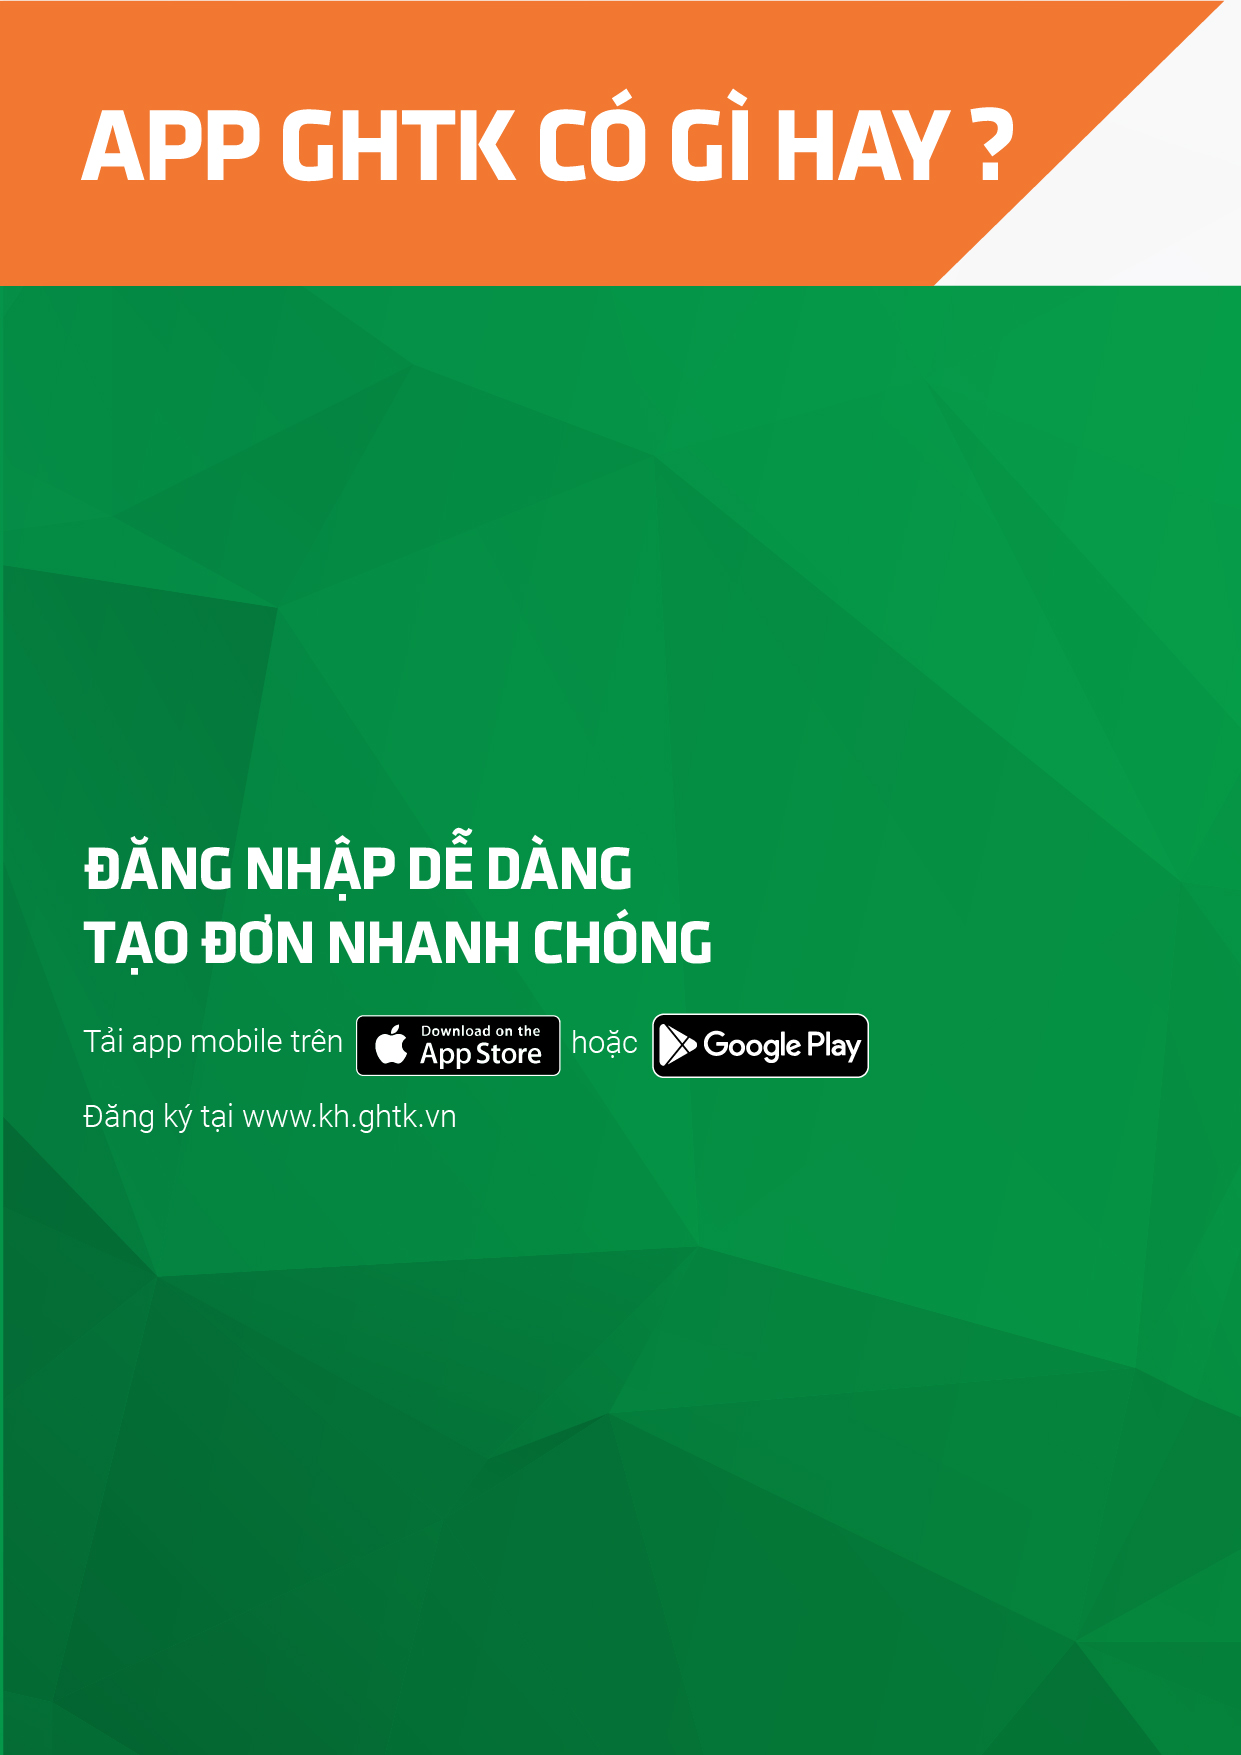 APP GHTK CÓ GÌ HAY ?
ĐĂNG NHẬP DỄ DÀNG
TẠO ĐƠN NHANH CHÓNG
Tải app mobile trên Download on the App Store hoặc Google Play
Đăng ký tại www.kh.ghtk.vn